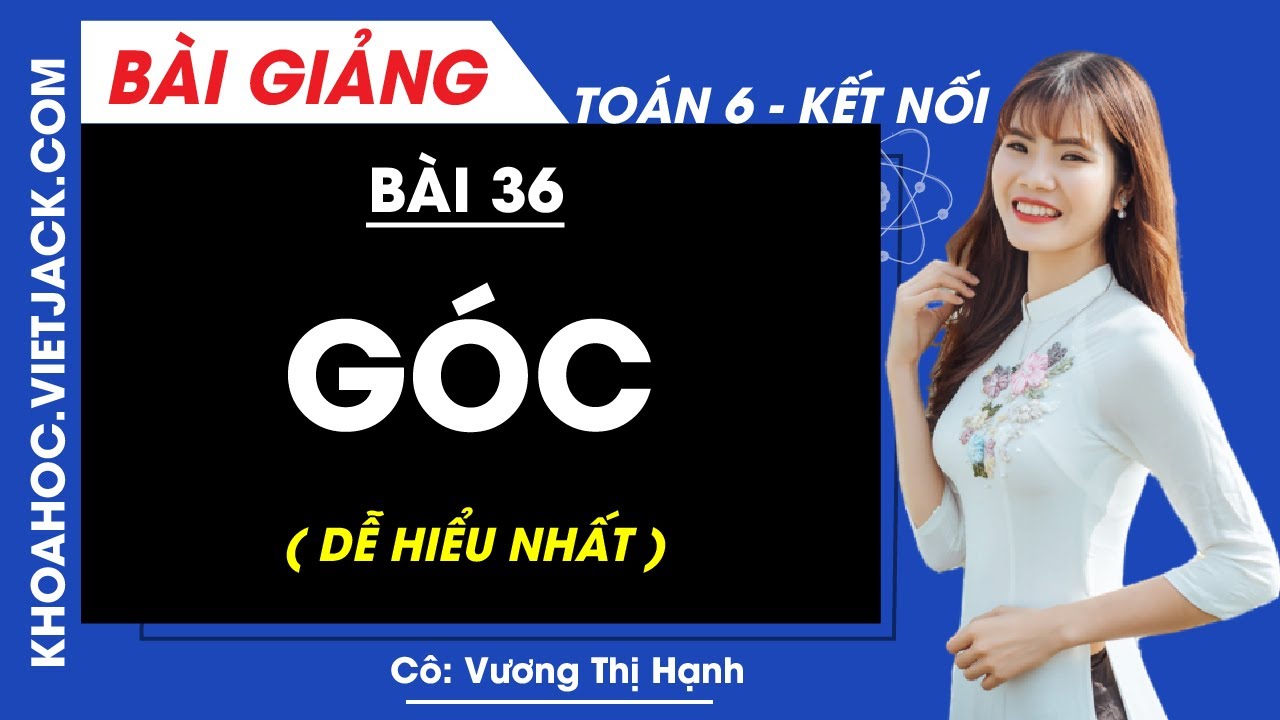 BÀI GIẢNG
TOÁN 6 - KẾT NỐI
KHOAHOC.VIETJACK.COM
BÀI 36
GÓC
( DỄ HIỂU NHẤT )
Cô: Vương Thị Hạnh